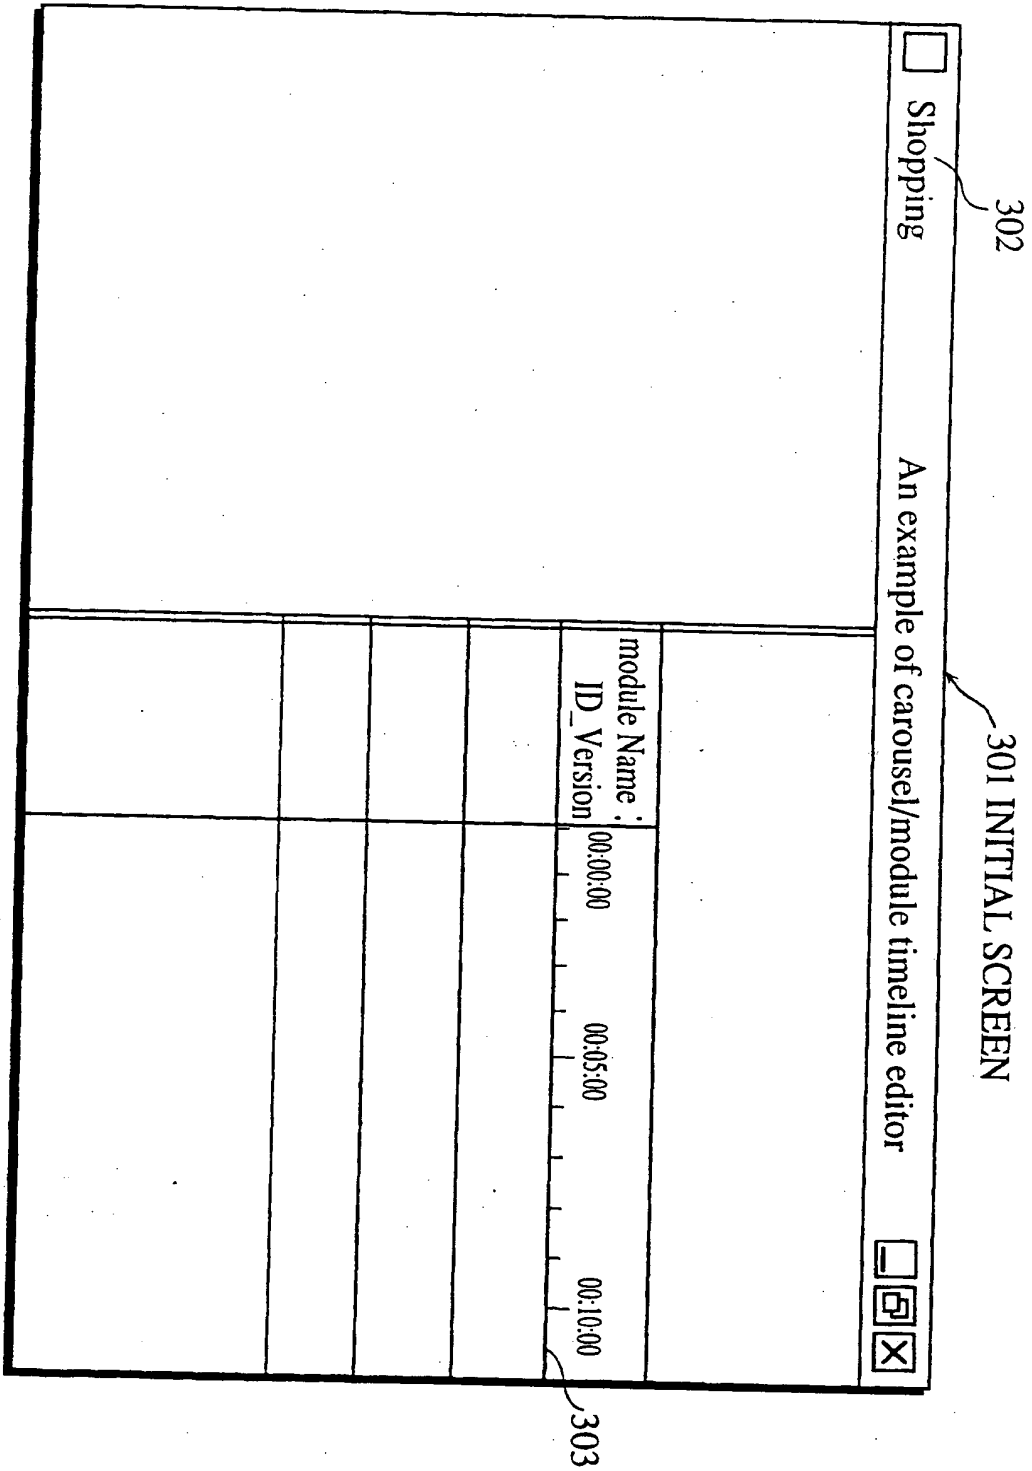 301 INITIAL SCREEN
302
Shopping
An example of carousel/module timeline editor
module Name :
ID_Version
00:00:00
00:05:00
00:10:00
303